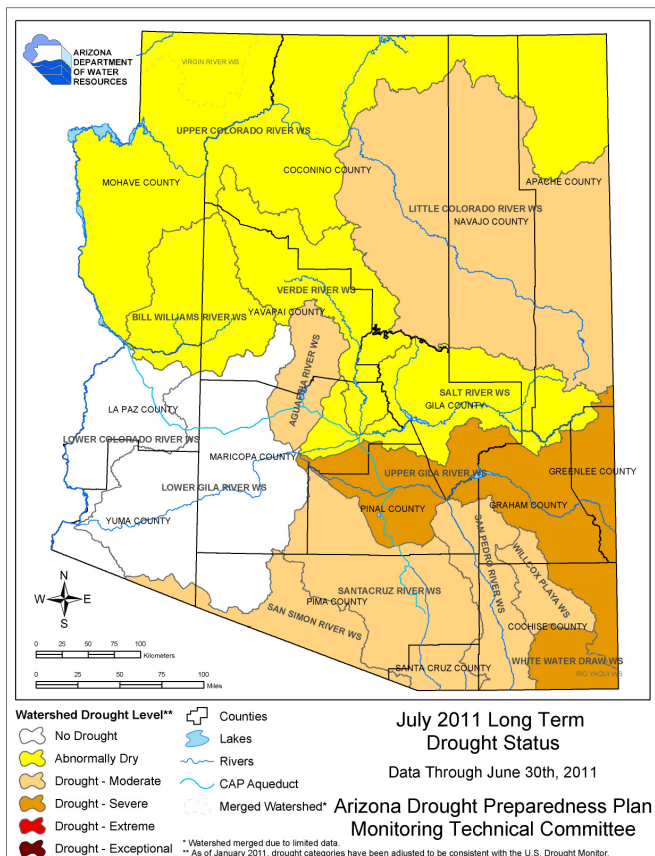 ARIZONA
DEPARTMENT
OF WATER
RESOURCES
VIRGIN RIVER WS
UPPER COLORADO RIVER WS
COCONINO COUNTY
MOHAVE COUNTY
APACHE COUNTY
LITTLE COLORADO RIVER WS
NAVAJO COUNTY
VERDE RIVER WS
YAVAPAI COUNTY
BILL WILLIAMS RIVER WS
AGUA FRIA RIVER WS
SALT RIVER WS
GILA COUNTY
LA PAZ COUNTY
LOWER COLORADO RIVER WS
MARICOPA COUNTY
UPPER GILA RIVER WS
GREENLEE COUNTY
LOWER GILA RIVER WS
PINAL COUNTY
GRAHAM COUNTY
YUMA COUNTY
SAN PEDRO RIVER WS
WILLCOX PLAYA WS
SANTACRUZ RIVER WS
PIMA COUNTY
SAN SIMON RIVER WS
COCHISE COUNTY
SANTA CRUZ COUNTY
WHITE WATER DRAW WS
RIO YAQUI WS
N
W E
S
0 25 50 75 100
Kilometers
0 25 50 100
Miles
Watershed Drought Level**
No Drought
Abnormally Dry
Drought - Moderate
Drought - Severe
Drought - Extreme
Drought - Exceptional
Counties
Lakes
Rivers
CAP Aqueduct
Merged Watershed*
July 2011 Long Term
Drought Status
Data Through June 30th, 2011
Arizona Drought Preparedness Plan
Monitoring Technical Committee
* Watershed merged due to limited data.
** As of January 2011, drought categories have been adjusted to be consistent with the U.S. Drought Monitor.